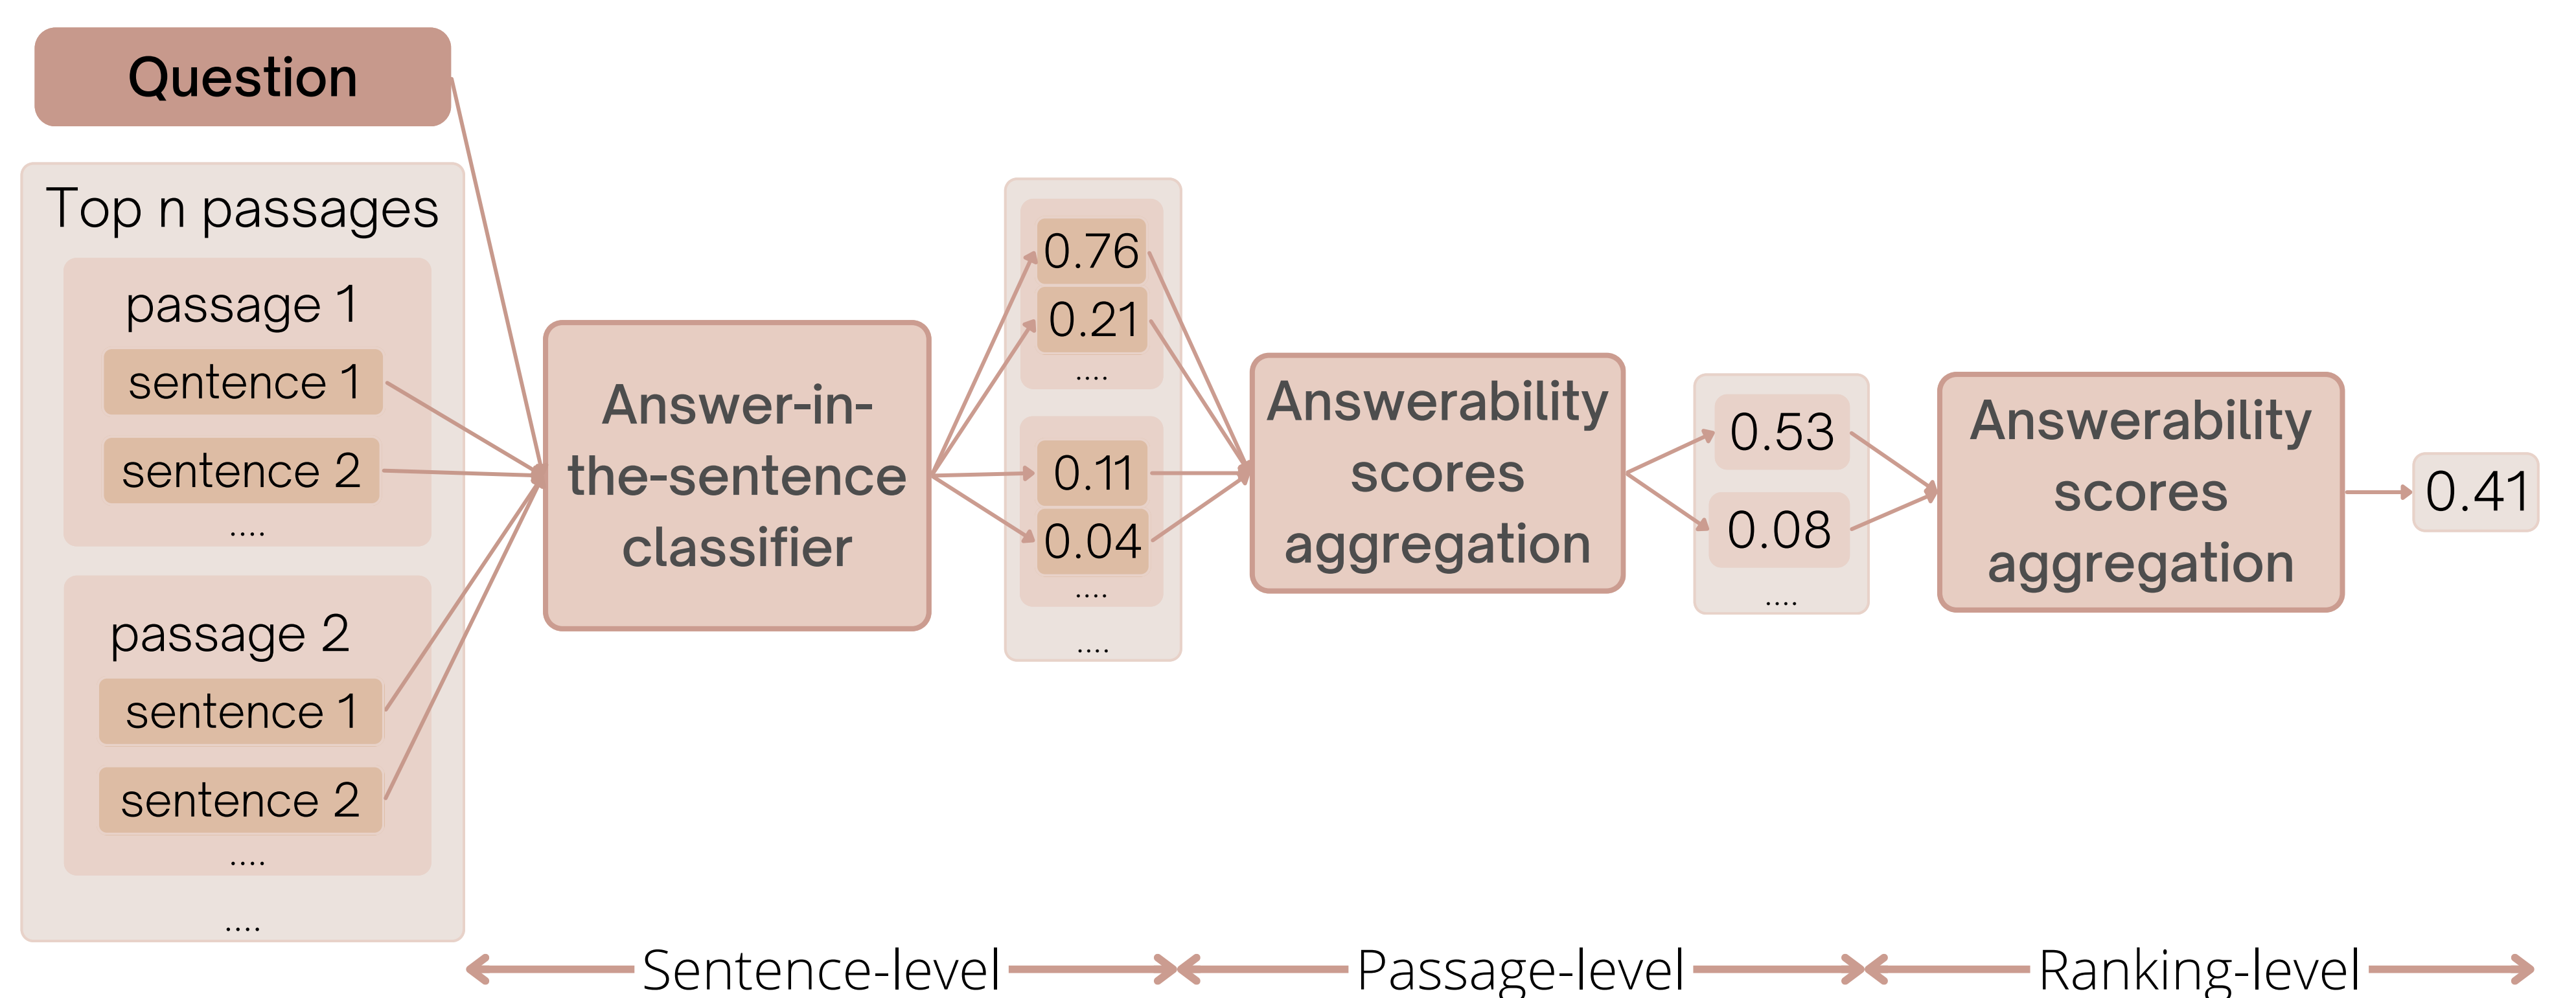 Question
Top n passages
passage 1
sentence 1
sentence 2
....
passage 2
sentence 1
sentence 2
....
....
Answer-in-
the-sentence
classifier
0.76
0.21
....
0.11
0.04
....
....
Answerability
scores
aggregation
0.53
0.08
....
Answerability
scores
aggregation
0.41
Sentence-level
Passage-level
Ranking-level